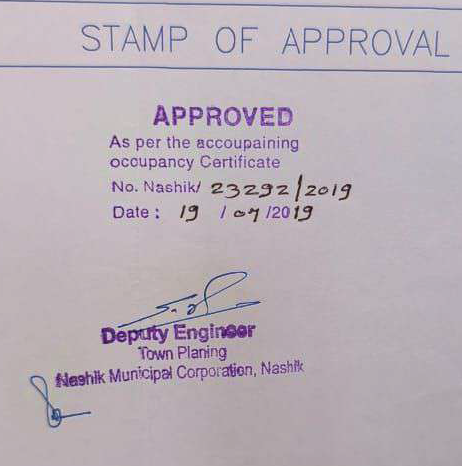 STAMP OF APPROVAL
APPROVED
As per the accoupaining
occupancy Certificate
No. Nashik/ 23292/2019
Date : 19 / 07 /2019
Deputy Engineer
Town Planing
Nashik Municipal Corporation, Nashik